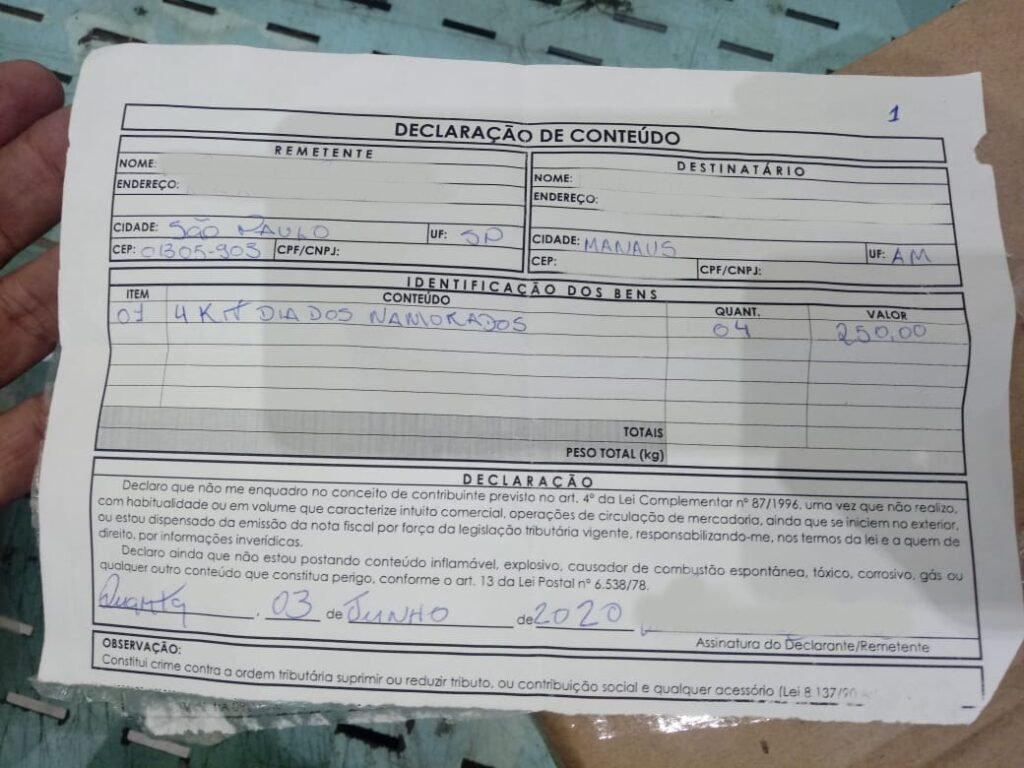 1
DECLARAÇÃO DE CONTEÚDO
REMETENTE
NOME:
ENDEREÇO:
CIDADE: SÃO PAULO UF: SP
CEP: 01305-903 CPF/CNPJ:
DESTINATÁRIO
NOME:
ENDEREÇO:
CIDADE: MANAUS UF: AM
CEP: CPF/CNPJ:
IDENTIFICAÇÃO DOS BENS
ITEM CONTEÚDO QUANT. VALOR
01 4 KIT DIA DOS NAMORADOS 04 250,00
TOTAIS
PESO TOTAL (kg)
DECLARAÇÃO
Declaro que não me enquadro no conceito de contribuinte previsto no art. 4º da Lei Complementar nº 87/1996, uma vez que não realizo,
com habitualidade ou em volume que caracterize intuito comercial, operações de circulação de mercadoria, ainda que se iniciem no exterior,
ou estou dispensado da emissão da nota fiscal por força da legislação tributária vigente, responsabilizando-me, nos termos da lei e a quem de
direito, por informações inverídicas.
Declaro ainda que não estou postando conteúdo inflamável, explosivo, causador de combustão espontânea, tóxico, corrosivo, gás ou
qualquer outro conteúdo que constitua perigo, conforme o art. 13 da Lei Postal nº 6.538/78.
Quarta, 03 de JUNHO de 2020
Assinatura do Declarante/Remetente
OBSERVAÇÃO:
Constitui crime contra a ordem tributária suprimir ou reduzir tributo, ou contribuição social e qualquer acessório (Lei 8.137/90